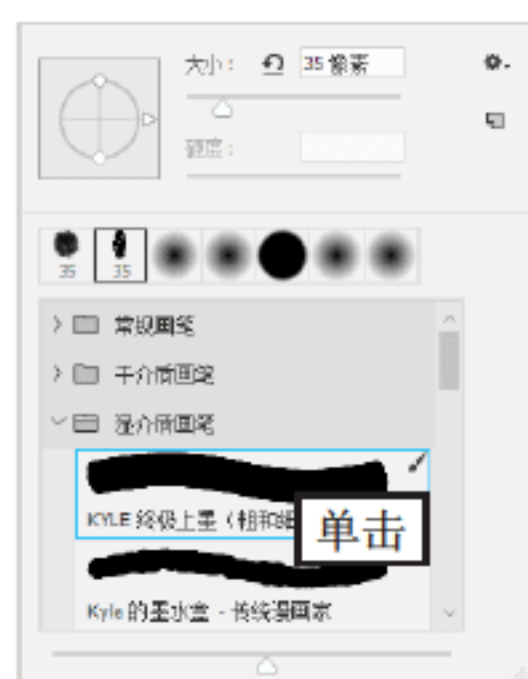 大小： 35 像素
硬度：
35 35
常规画笔
干介质画笔
湿介质画笔
KYLE 终极上墨（粗和细
单击
Kyle 的墨水盒 - 传统漫画家